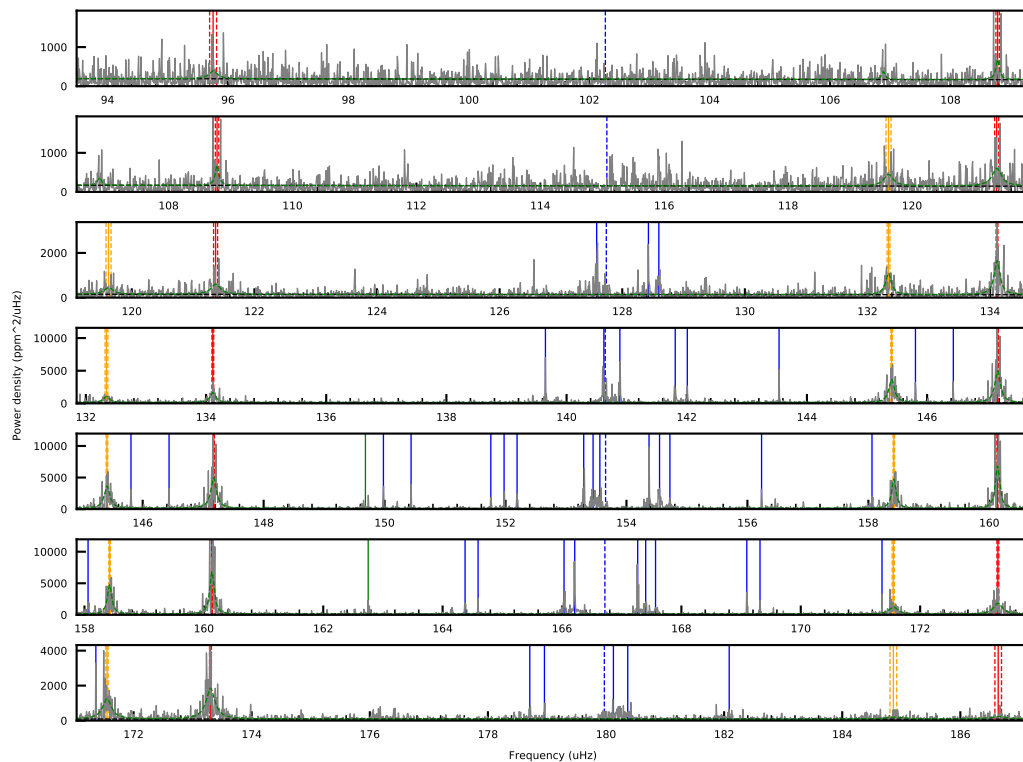 1000
0
94 96 98 100 102 104 106 108
1000
0
108 110 112 114 116 118 120
2000
0
120 122 124 126 128 130 132 134
10000
5000
0
132 134 136 138 140 142 144 146
10000
5000
0
146 148 150 152 154 156 158 160
10000
5000
0
158 160 162 164 166 168 170 172
4000
2000
0
172 174 176 178 180 182 184 186
Power density (ppm^2/uHz)
Frequency (uHz)